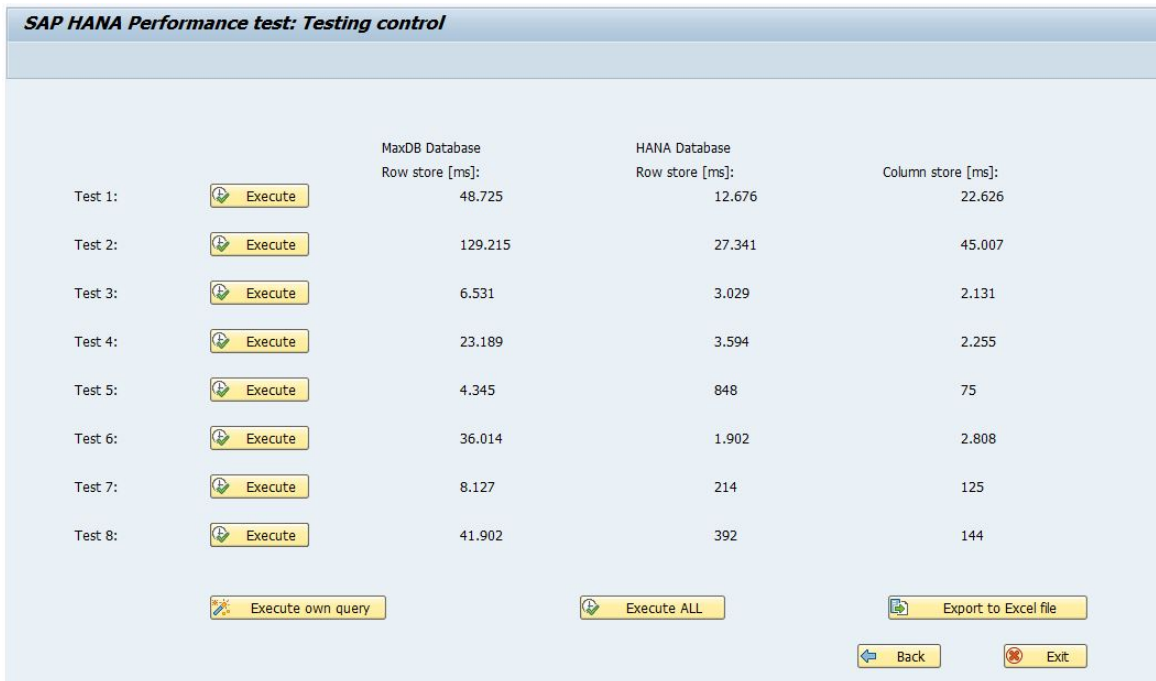 SAP HANA Performance test: Testing control
MaxDB Database HANA Database
Row store [ms]: Row store [ms]: Column store [ms]:
Test 1: Execute 48.725 12.676 22.626
Test 2: Execute 129.215 27.341 45.007
Test 3: Execute 6.531 3.029 2.131
Test 4: Execute 23.189 3.594 2.255
Test 5: Execute 4.345 848 75
Test 6: Execute 36.014 1.902 2.808
Test 7: Execute 8.127 214 125
Test 8: Execute 41.902 392 144
Execute own query Execute ALL Export to Excel file
Back Exit